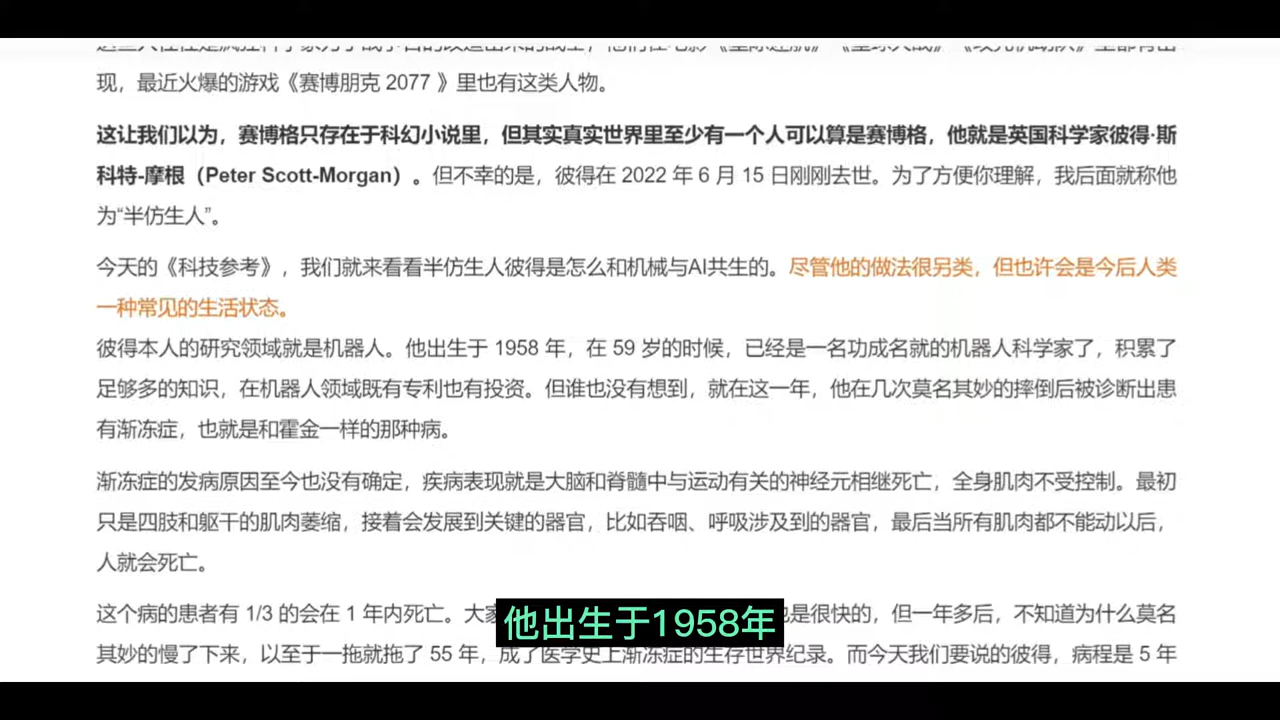 现，最近火爆的游戏《赛博朋克 2077 》里也有这类人物。
这让我们以为，赛博格只存在于科幻小说里，但其实真实世界里至少有一个人可以算是赛博格，他就是英国科学家彼得·斯
科特-摩根（Peter Scott-Morgan）。但不幸的是，彼得在 2022 年 6 月 15 日刚刚去世。为了方便你理解，我后面就称他
为“半仿生人”。
今天的《科技参考》，我们就来看看半仿生人彼得是怎么和机械与AI共生的。尽管他的做法很另类，但也许会是今后人类
一种常见的生活状态。
彼得本人的研究领域就是机器人。他出生于 1958 年，在 59 岁的时候，已经是一名功成名就的机器人科学家了，积累了
足够多的知识，在机器人领域既有专利也有投资。但谁也没有想到，就在这一年，他在几次莫名其妙的摔倒后被诊断出患
有渐冻症，也就是和霍金一样的那种病。
渐冻症的发病原因至今也没有确定，疾病表现就是大脑和脊髓中与运动有关的神经元相继死亡，全身肌肉不受控制。最初
只是四肢和躯干的肌肉萎缩，接着会发展到关键的器官，比如吞咽、呼吸涉及到的器官，最后当所有肌肉都不能动以后，
人就会死亡。
这个病的患者有 1/3 的会在 1 年内死亡。大家 也是很快的，但一年多后，不知道为什么莫名
他出生于1958年
其妙的慢了下来，以至于一拖就拖了 55 年，成了医学史上渐冻症的生存世界纪录。而今天我们要说的彼得，病程是 5 年